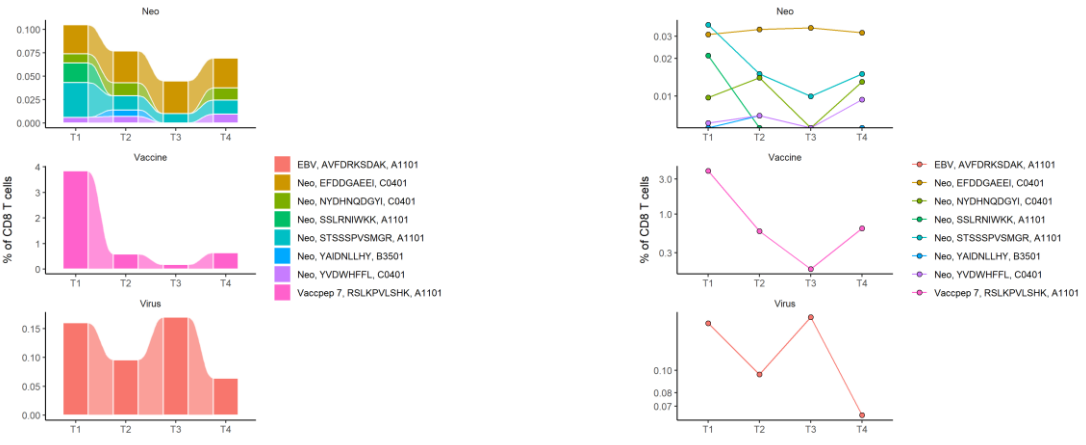 Neo
0.100
0.075
0.050
0.025
0.000
T1 T2 T3 T4
Vaccine
4
3
2
1
0
T1 T2 T3 T4
% of CD8 T cells
Virus
0.15
0.10
0.05
0.00
T1 T2 T3 T4
EBV, AVFDRKSDAK, A1101
Neo, EFDDGAEEI, C0401
Neo, NYDHNQDGYI, C0401
Neo, SSLRNIWKK, A1101
Neo, STSSSPVSMGR, A1101
Neo, YAIDNLLHY, B3501
Neo, YVDWHFFL, C0401
Vaccpep 7, RSLKPVLSHK, A1101
Neo
0.03
0.02
0.01
T1 T2 T3 T4
Vaccine
3.0
1.0
0.3
T1 T2 T3 T4
% of CD8 T cells
Virus
0.10
0.08
0.07
T1 T2 T3 T4
EBV, AVFDRKSDAK, A1101
Neo, EFDDGAEEI, C0401
Neo, NYDHNQDGYI, C0401
Neo, SSLRNIWKK, A1101
Neo, STSSSPVSMGR, A1101
Neo, YAIDNLLHY, B3501
Neo, YVDWHFFL, C0401
Vaccpep 7, RSLKPVLSHK, A1101